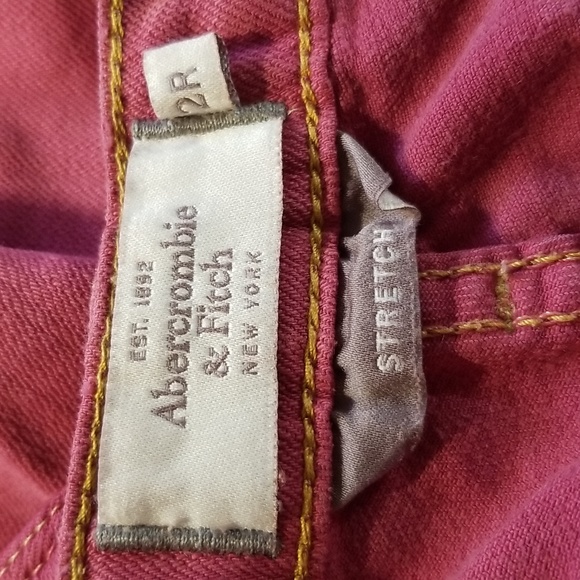 2R
EST. 1892
Abercrombie
& Fitch
NEW YORK
STRETCH